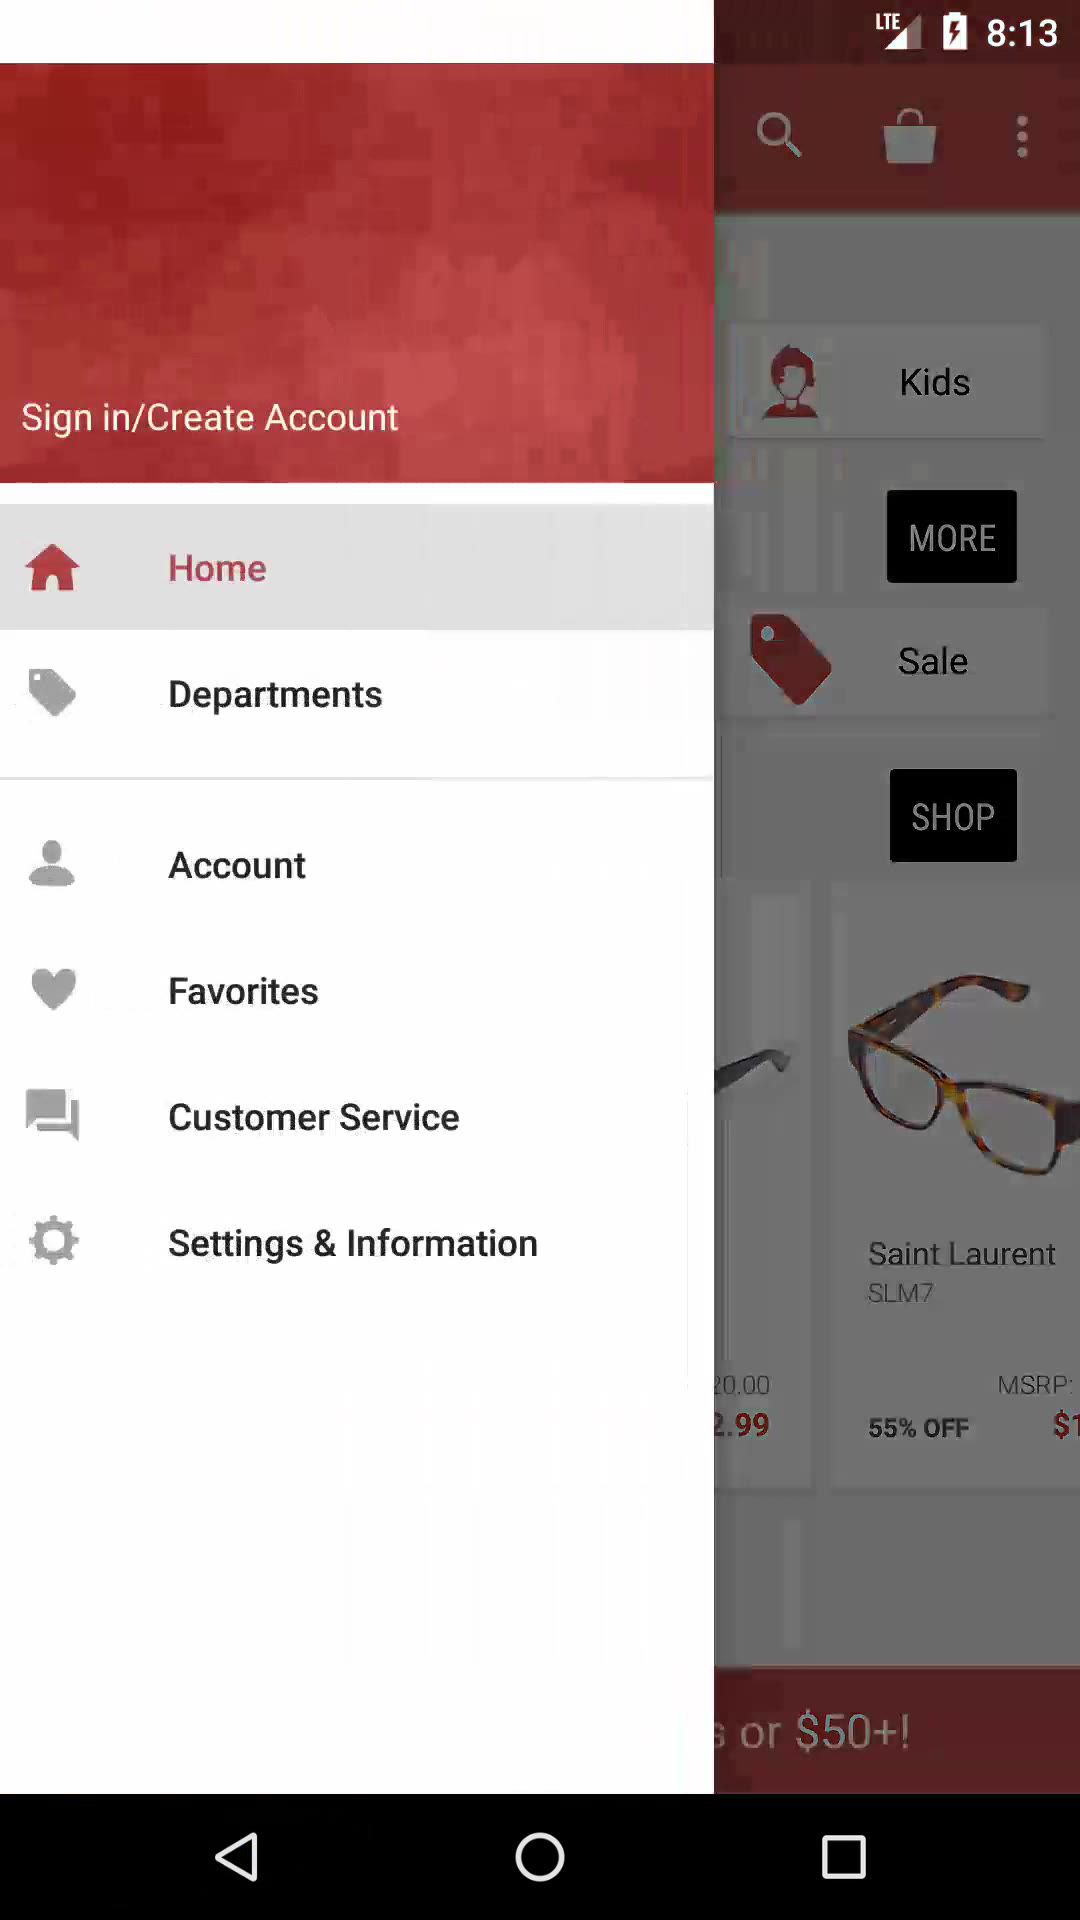 LTE 8:13
Sign in/Create Account
Home
Departments
Account
Favorites
Customer Service
Settings & Information
Kids
MORE
Sale
SHOP
Saint Laurent
SLM7
20.00
MSRP:
2.99
55% OFF
$1
s or $50+!